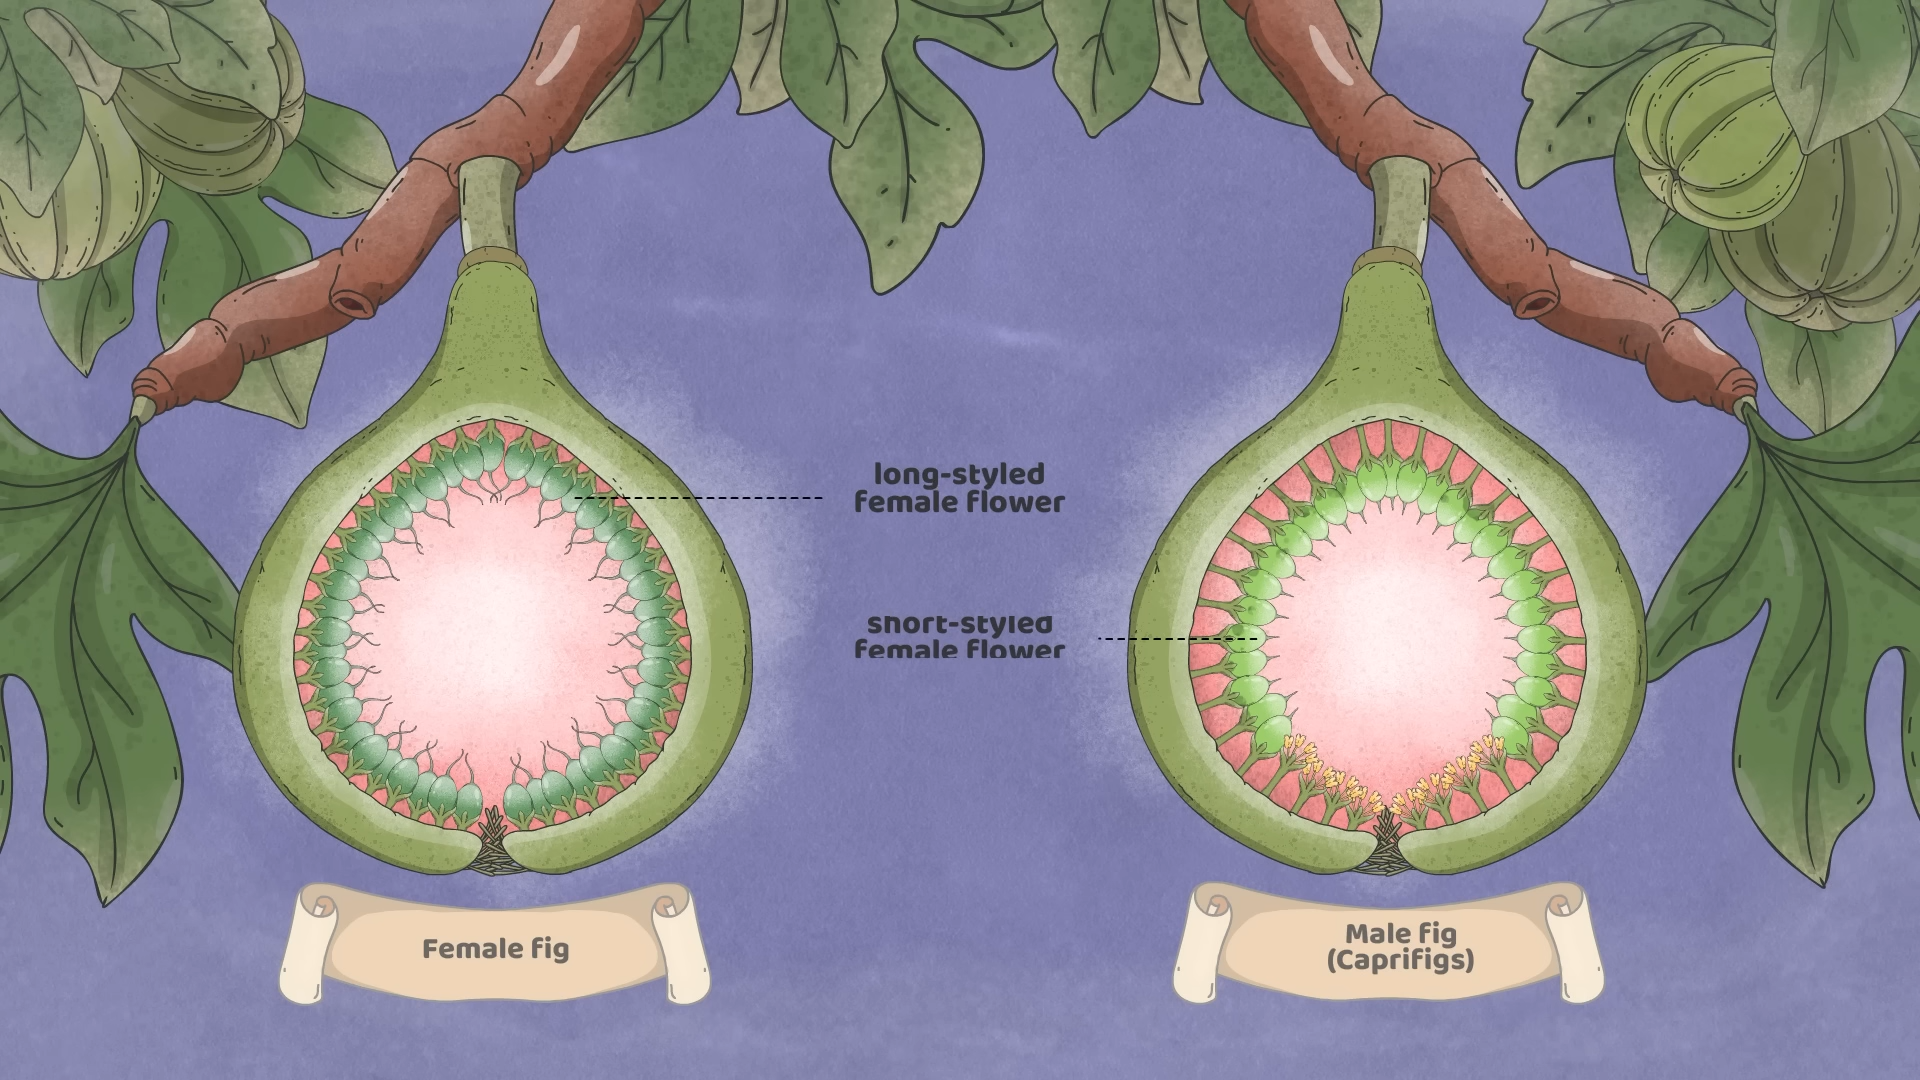 long-styled
female flower
short-styled
female flower
Female fig
Male fig
(Caprifigs)